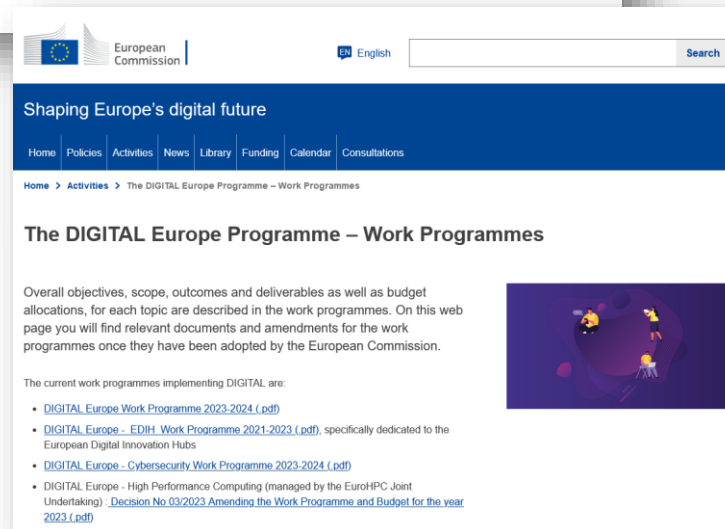 European
Commission
EN English
Search
Shaping Europe's digital future
Home Policies Activities News Library Funding Calendar Consultations
Home > Activities > The DIGITAL Europe Programme – Work Programmes
The DIGITAL Europe Programme – Work Programmes
Overall objectives, scope, outcomes and deliverables as well as budget
allocations, for each topic are described in the work programmes. On this web
page you will find relevant documents and amendments for the work
programmes once they have been adopted by the European Commission.
The current work programmes implementing DIGITAL are:
• DIGITAL Europe Work Programme 2023-2024 (.pdf)
• DIGITAL Europe - EDIH Work Programme 2021-2023 (.pdf), specifically dedicated to the
European Digital Innovation Hubs
• DIGITAL Europe - Cybersecurity Work Programme 2023-2024 (.pdf)
• DIGITAL Europe - High Performance Computing (managed by the EuroHPC Joint
Undertaking) : Decision No 03/2023 Amending the Work Programme and Budget for the year
2023 (.pdf)